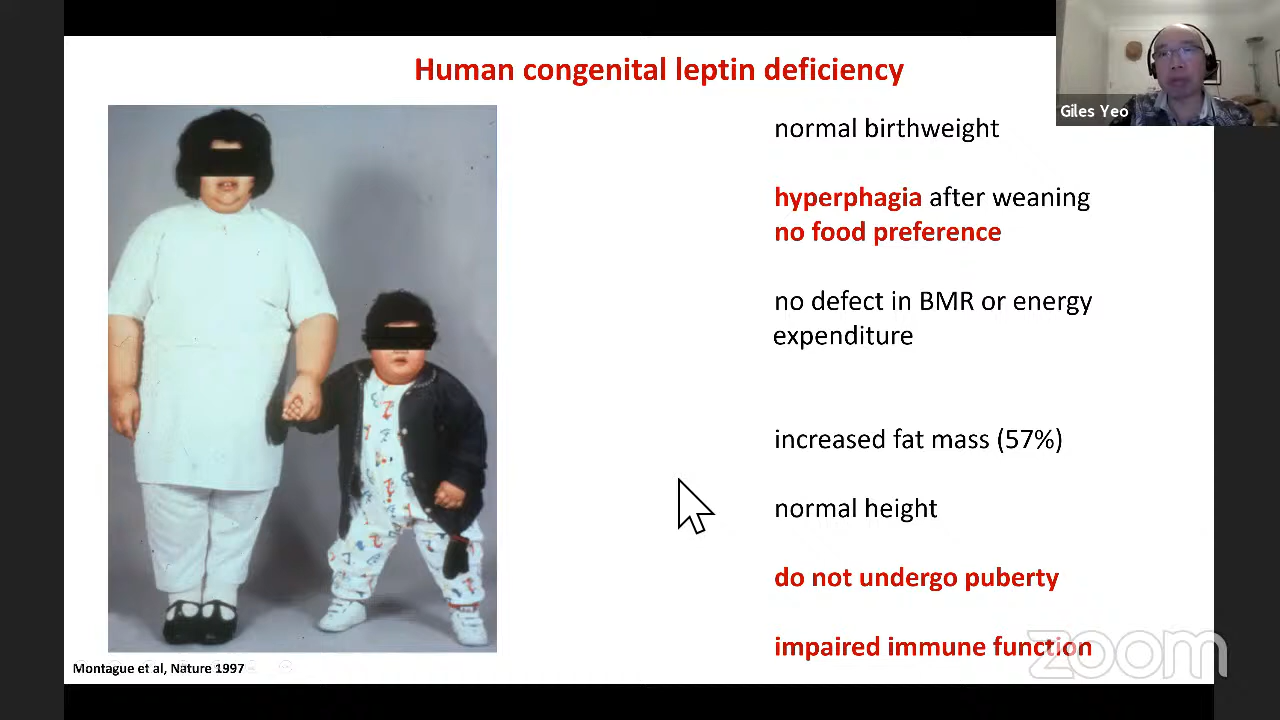 Human congenital leptin deficiency
Giles Yeo
normal birthweight
hyperphagia after weaning
no food preference
no defect in BMR or energy
expenditure
increased fat mass (57%)
normal height
do not undergo puberty
impaired immune function
zoom
Montague et al, Nature 1997